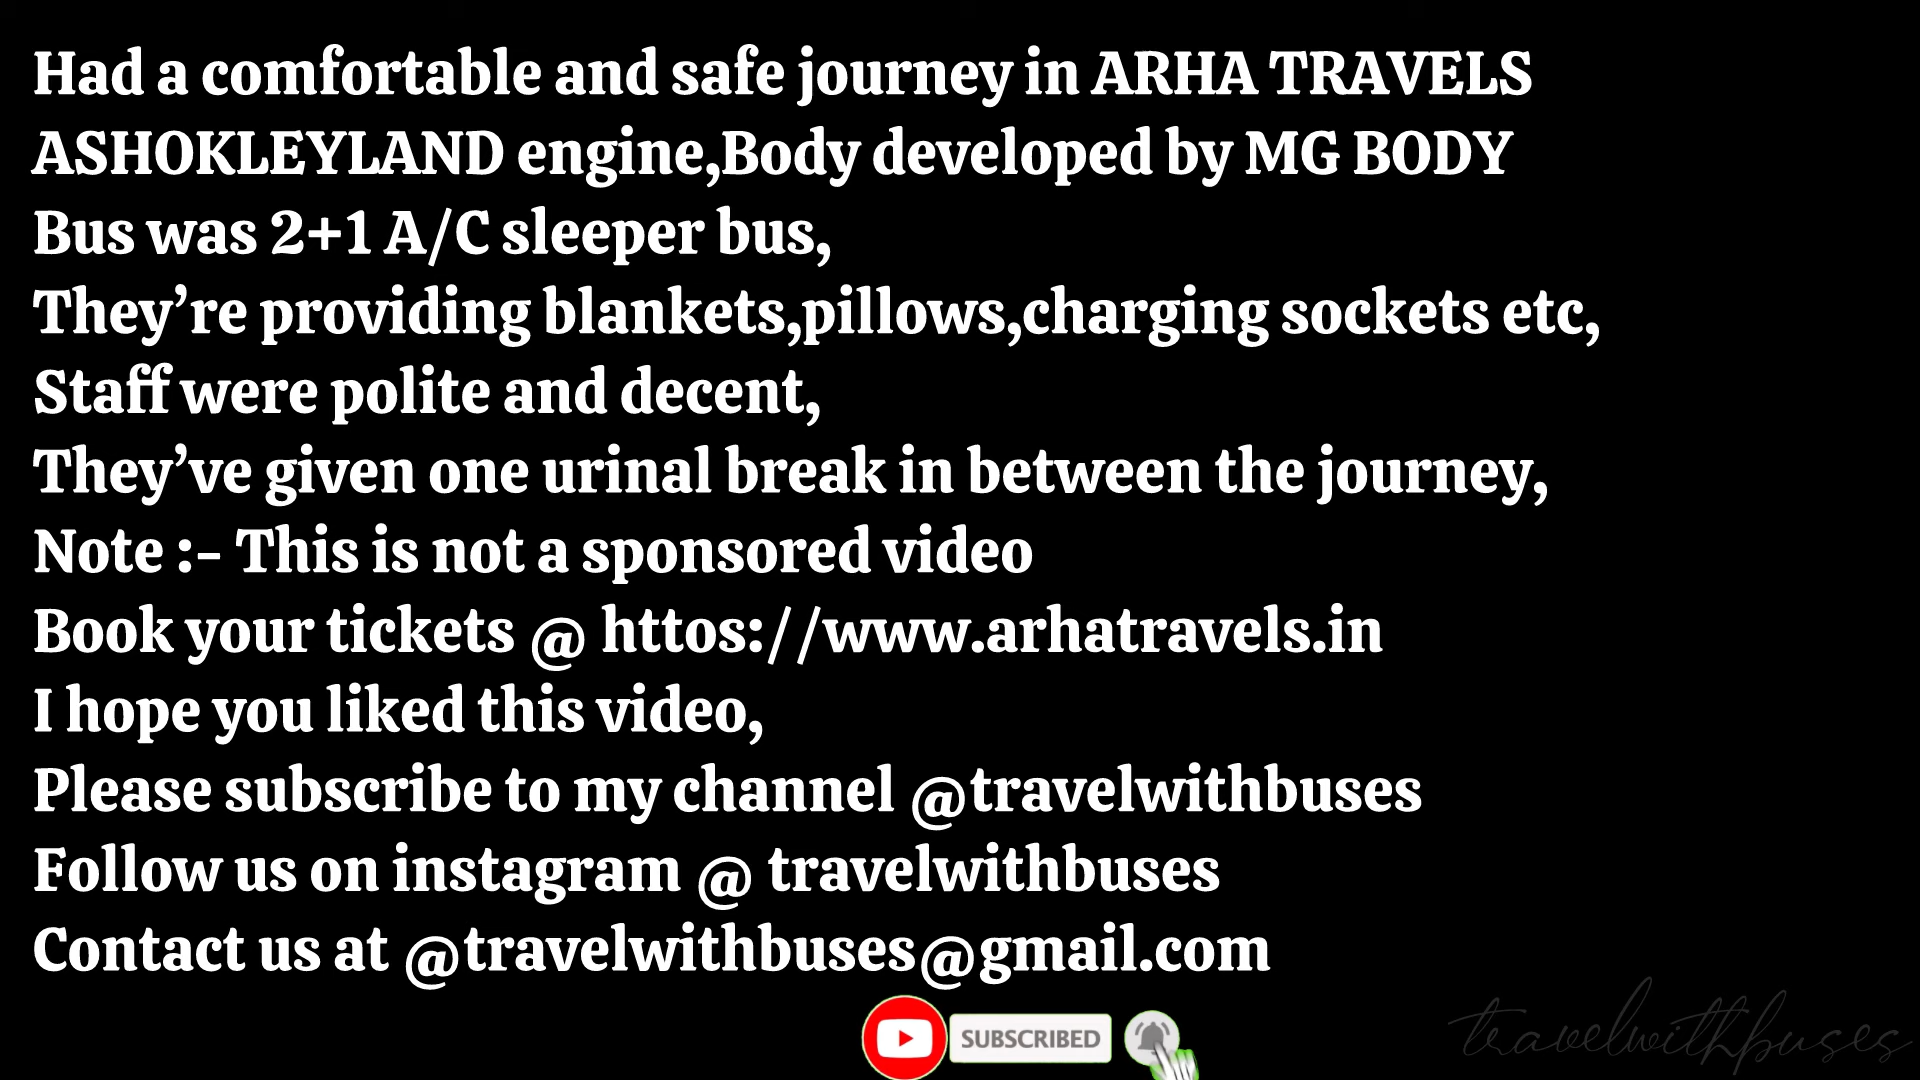 Had a comfortable and safe journey in ARHA TRAVELS
ASHOKLEYLAND engine,Body developed by MG BODY
Bus was 2+1 A/C sleeper bus,
They’re providing blankets,pillows,charging sockets etc,
Staff were polite and decent,
They’ve given one urinal break in between the journey,
Note :- This is not a sponsored video
Book your tickets @ httos://www.arhatravels.in
I hope you liked this video,
Please subscribe to my channel @travelwithbuses
Follow us on instagram @ travelwithbuses
Contact us at @travelwithbuses@gmail.com
SUBSCRIBED
travelwithbuses